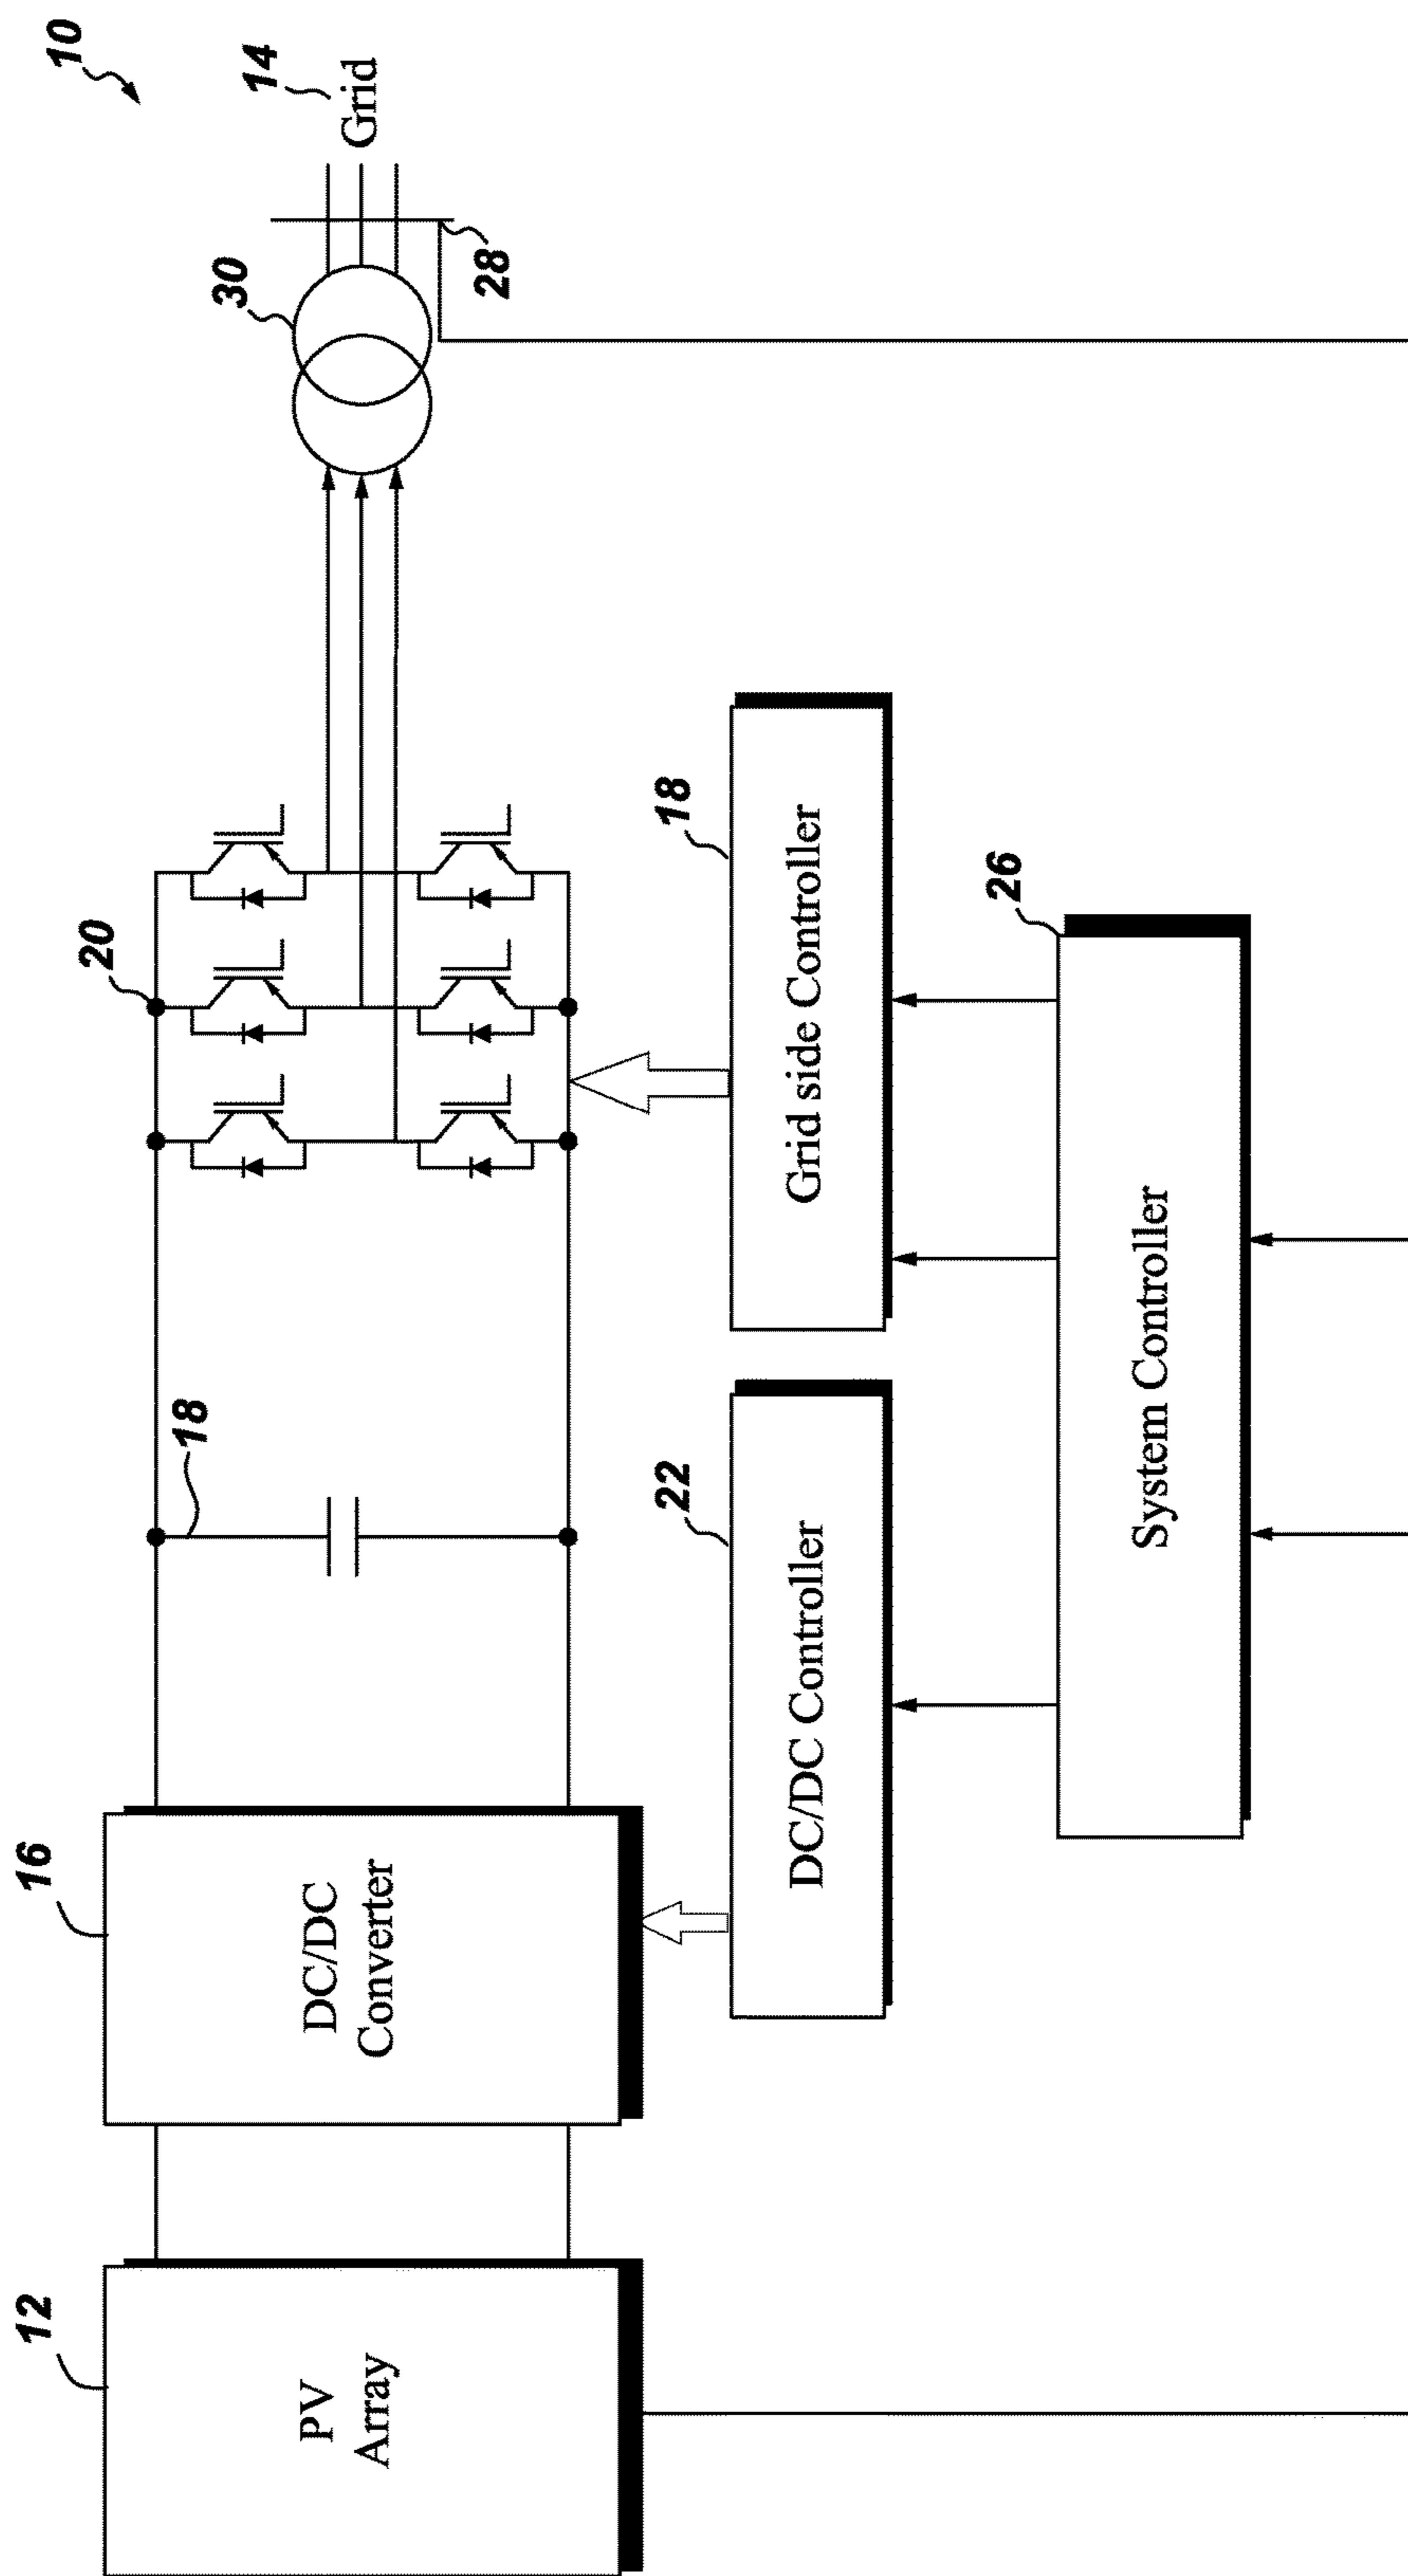 10
14
Grid
30
28
20
18
12
PV
Array
16
DC/DC
Converter
22
DC/DC Controller
18
Grid side Controller
26
System Controller